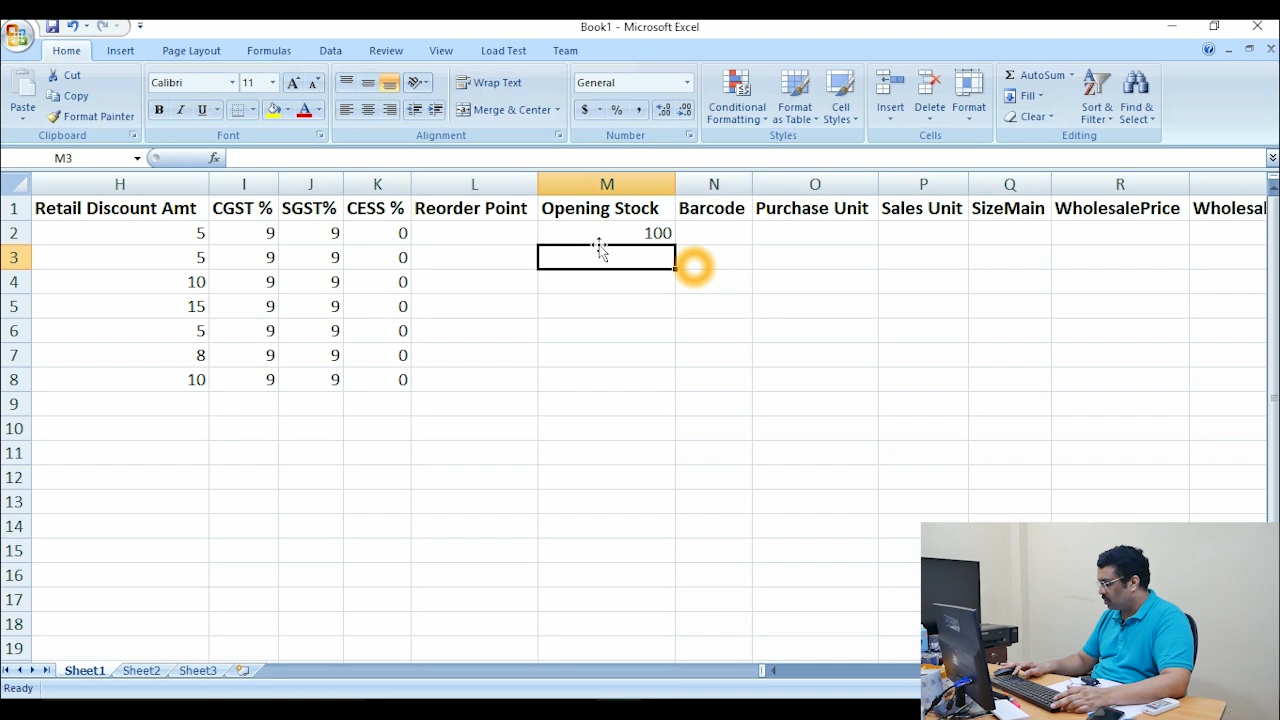 Book1 - Microsoft Excel
Home Insert Page Layout Formulas Data Review View Load Test Team
Paste Cut Copy Format Painter Clipboard
Calibri 11 B I U A Font
Wrap Text Merge & Center Alignment
General $ % , Number
Conditional Formatting Format as Table Cell Styles Styles
Insert Delete Format Cells
Σ AutoSum Fill Clear Sort & Filter Find & Select Editing
M3 fx
H I J K L M N O P Q R
1 Retail Discount Amt CGST % SGST% CESS % Reorder Point Opening Stock Barcode Purchase Unit Sales Unit SizeMain WholesalePrice Wholesal
2 5 9 9 0 100
3 5 9 9 0
4 10 9 9 0
5 15 9 9 0
6 5 9 9 0
7 8 9 9 0
8 10 9 9 0
9
10
11
12
13
14
15
16
17
18
19
Sheet1 Sheet2 Sheet3
Ready